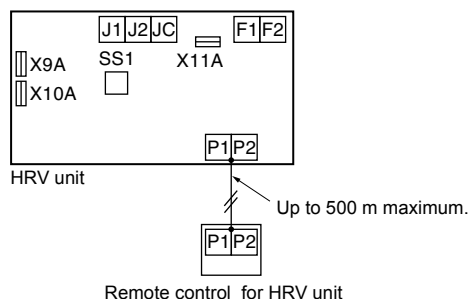 J1 J2 JC
F1 F2
X9A
SS1
X11A
X10A
P1 P2
HRV unit
Up to 500 m maximum.
P1 P2
Remote control for HRV unit